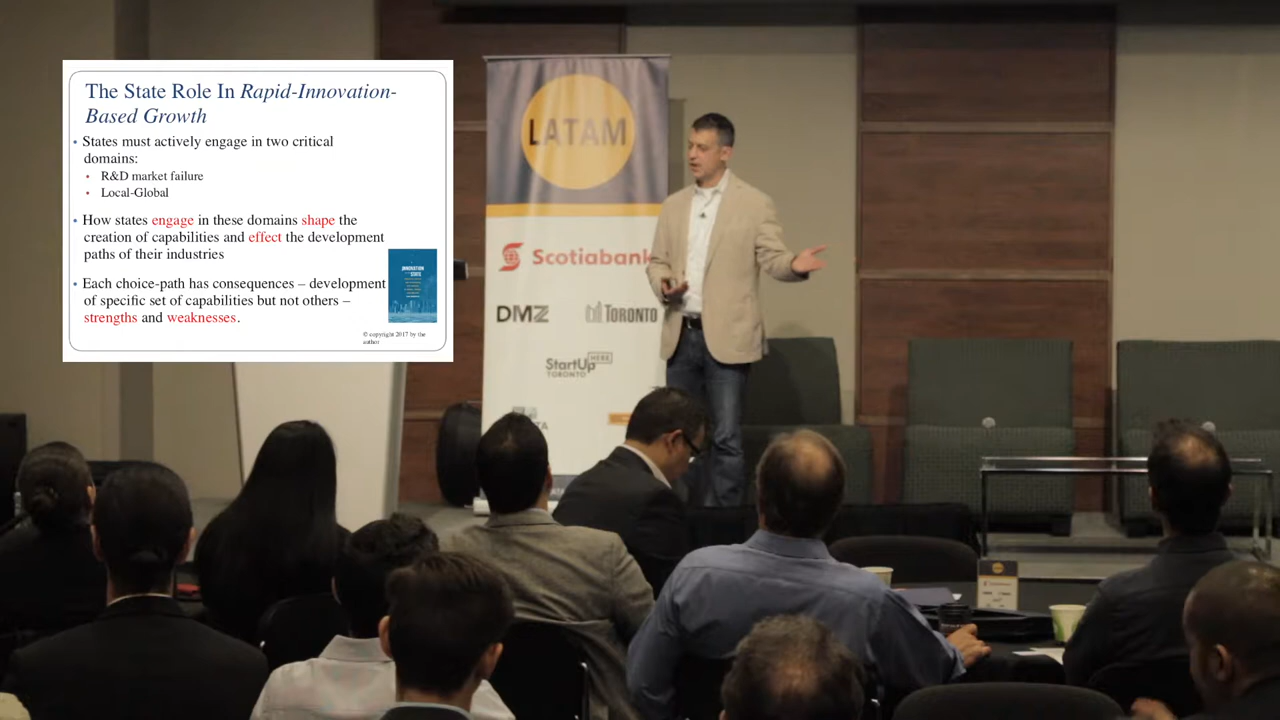 The State Role In Rapid-Innovation-
Based Growth
• States must actively engage in two critical
domains:
• R&D market failure
• Local-Global
• How states engage in these domains shape the
creation of capabilities and effect the development
paths of their industries
• Each choice-path has consequences – development
of specific set of capabilities but not others –
strengths and weaknesses.
INNOVATION
STATE
© copyright 2017 by the
author
LATAM
Scotiabank
DMZ
TORONTO
StartUp HERE
TORONTO